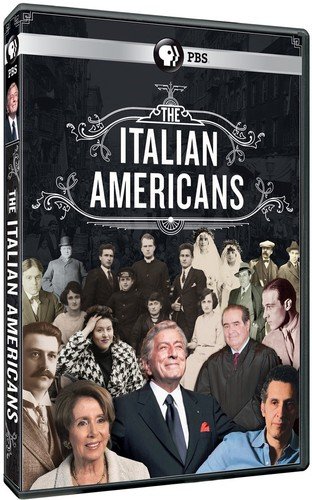 PBS
THE
ITALIAN
AMERICANS
PBS
THE ITALIAN AMERICANS